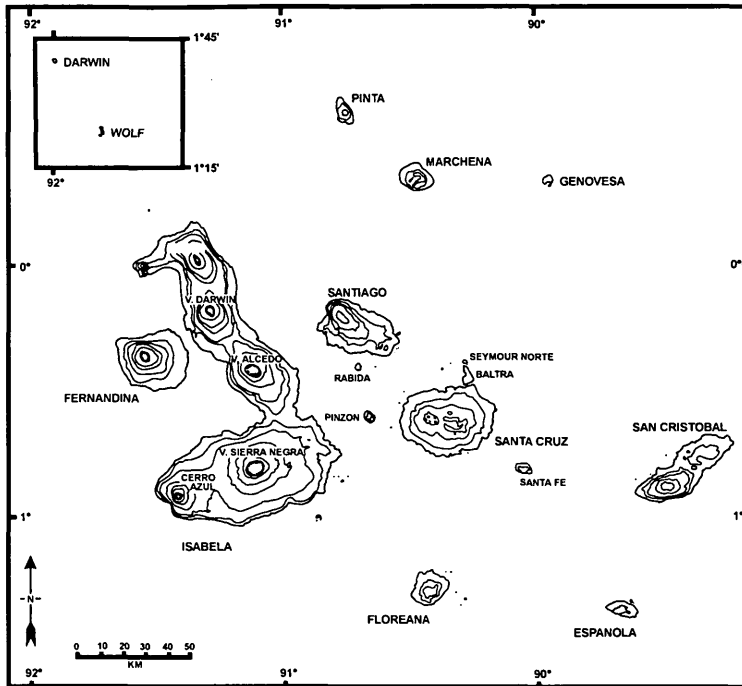 92°
91°
90°
1°45'
DARWIN
WOLF
1°15'
92°
PINTA
MARCHENA
GENOVESA
0°
0°
V. DARWIN
SANTIAGO
V. ALCEDO
SEYMOUR NORTE
RABIDA
BALTRA
FERNANDINA
PINZON
SAN CRISTOBAL
SANTA CRUZ
V. SIERRA NEGRA
CERRO
AZUL
SANTA FE
1°
1°
ISABELA
N
FLOREANA
ESPANOLA
0 10 20 30 40 50
KM
92°
91°
90°